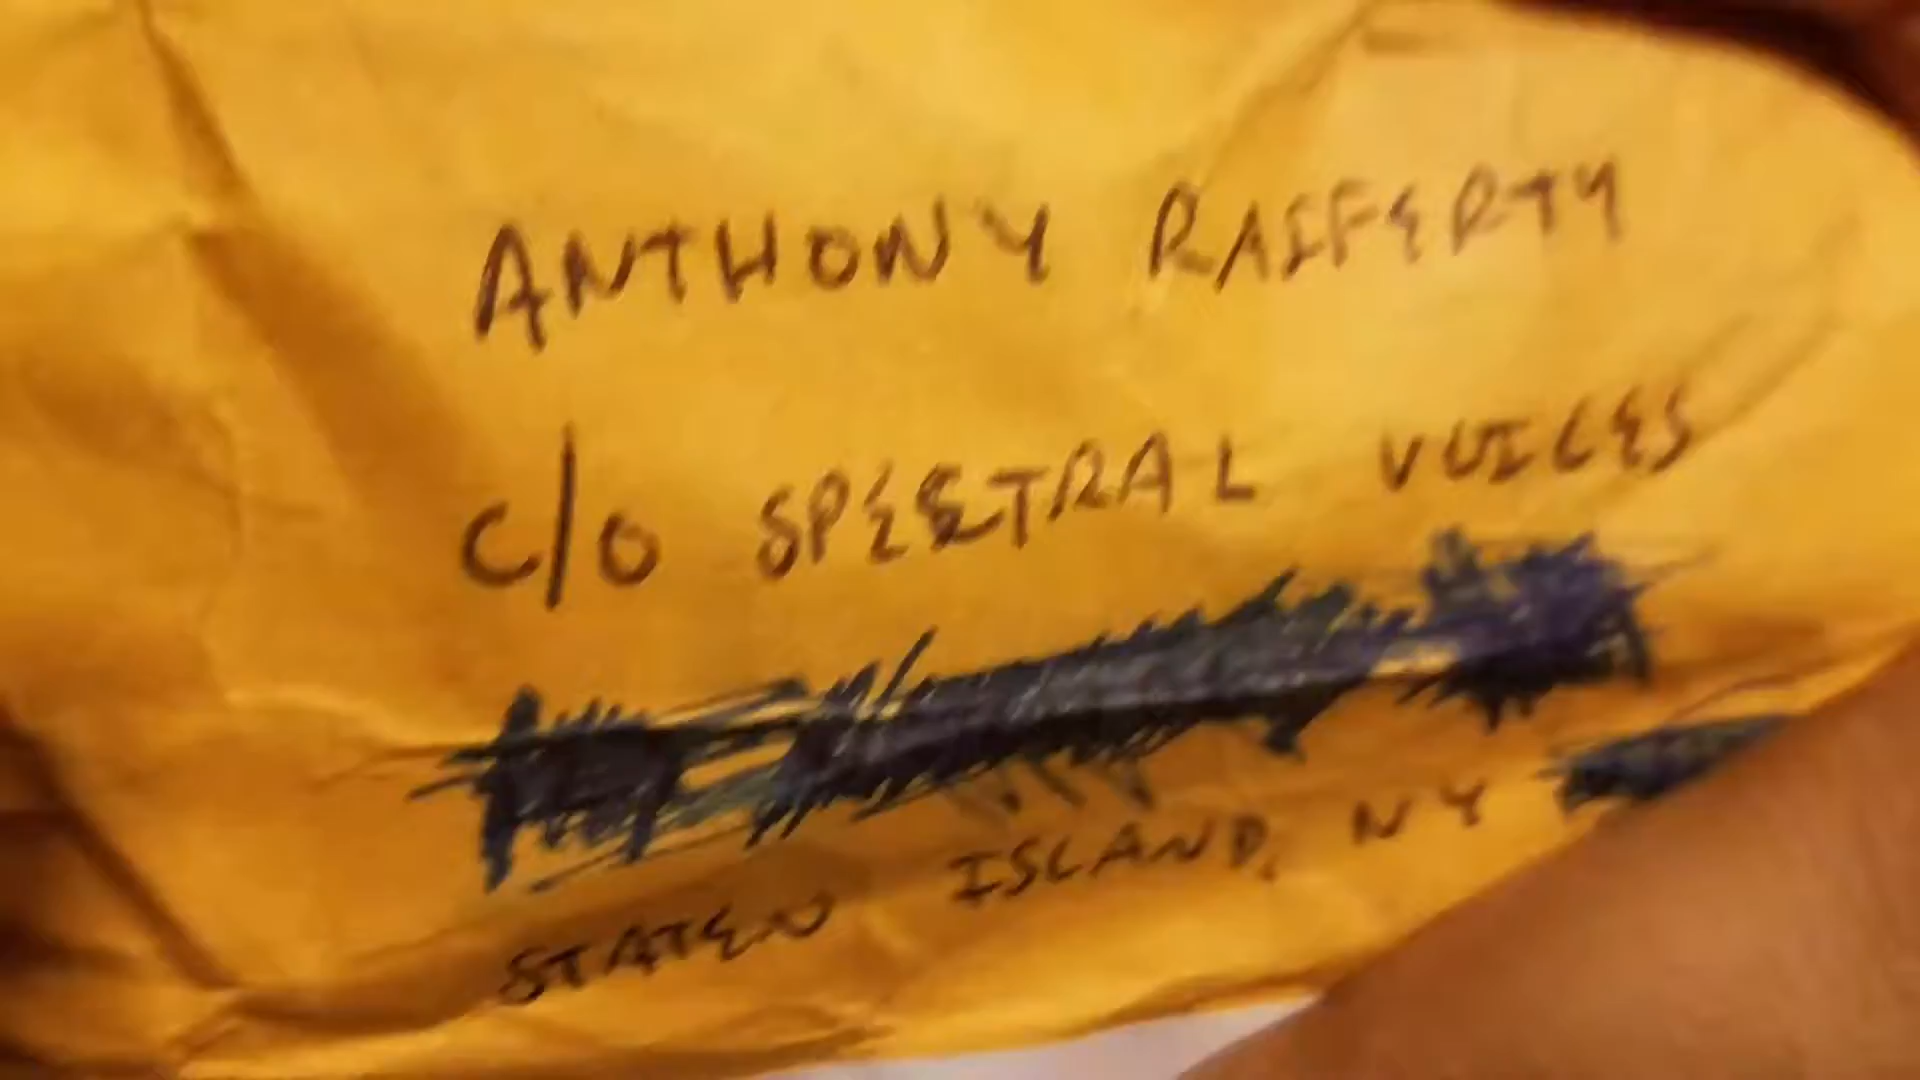 ANTHONY RAFFERTY
C/O SPECTRAL VOICES
STATEN ISLAND, NY